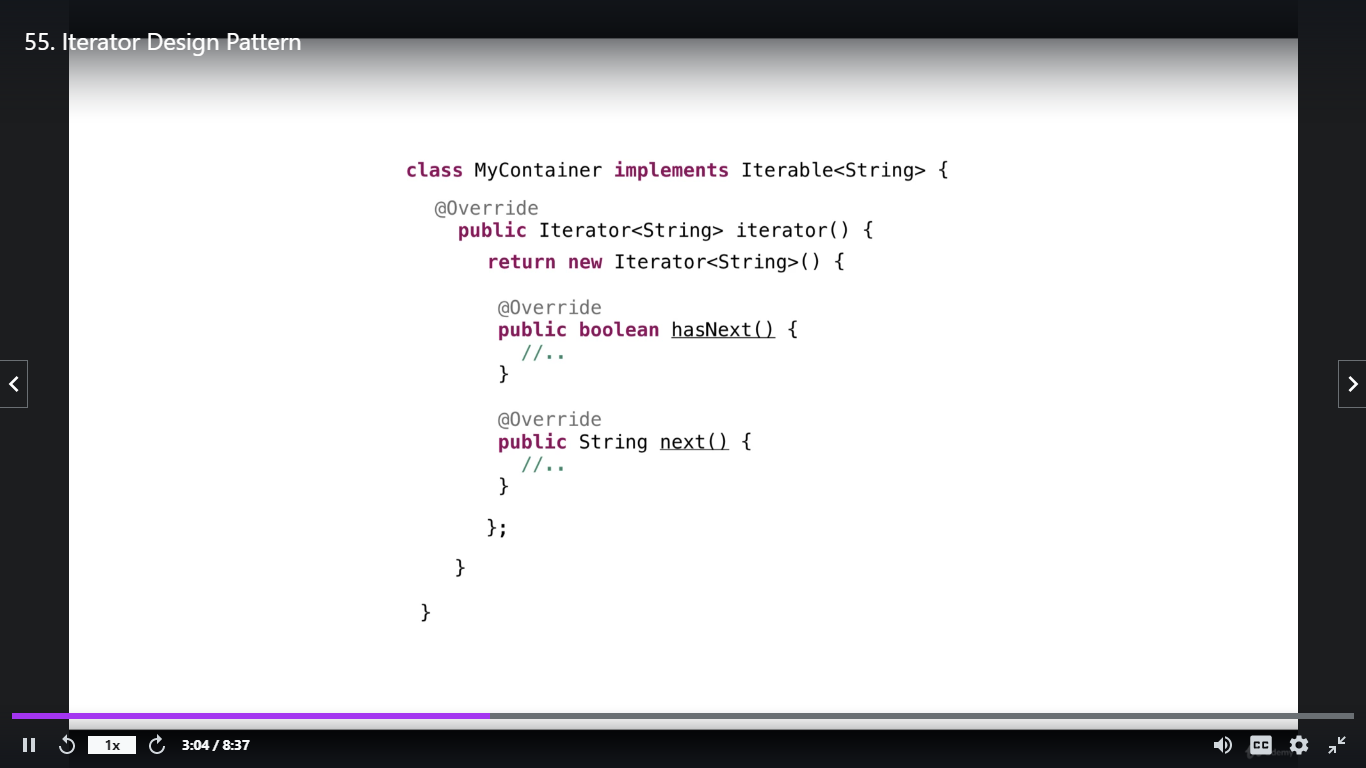 55. Iterator Design Pattern
class MyContainer implements Iterable<String> {
@Override
public Iterator<String> iterator() {
return new Iterator<String>() {
@Override
public boolean hasNext() {
//..
}
@Override
public String next() {
//..
}
};
}
}
1x
3:04 / 8:37
CC